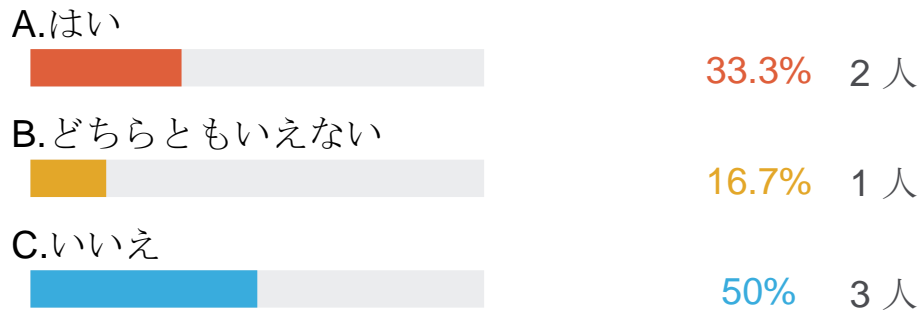 A.はい
33.3% 2 人
B.どちらともいえない
16.7% 1 人
C.いいえ
50% 3 人